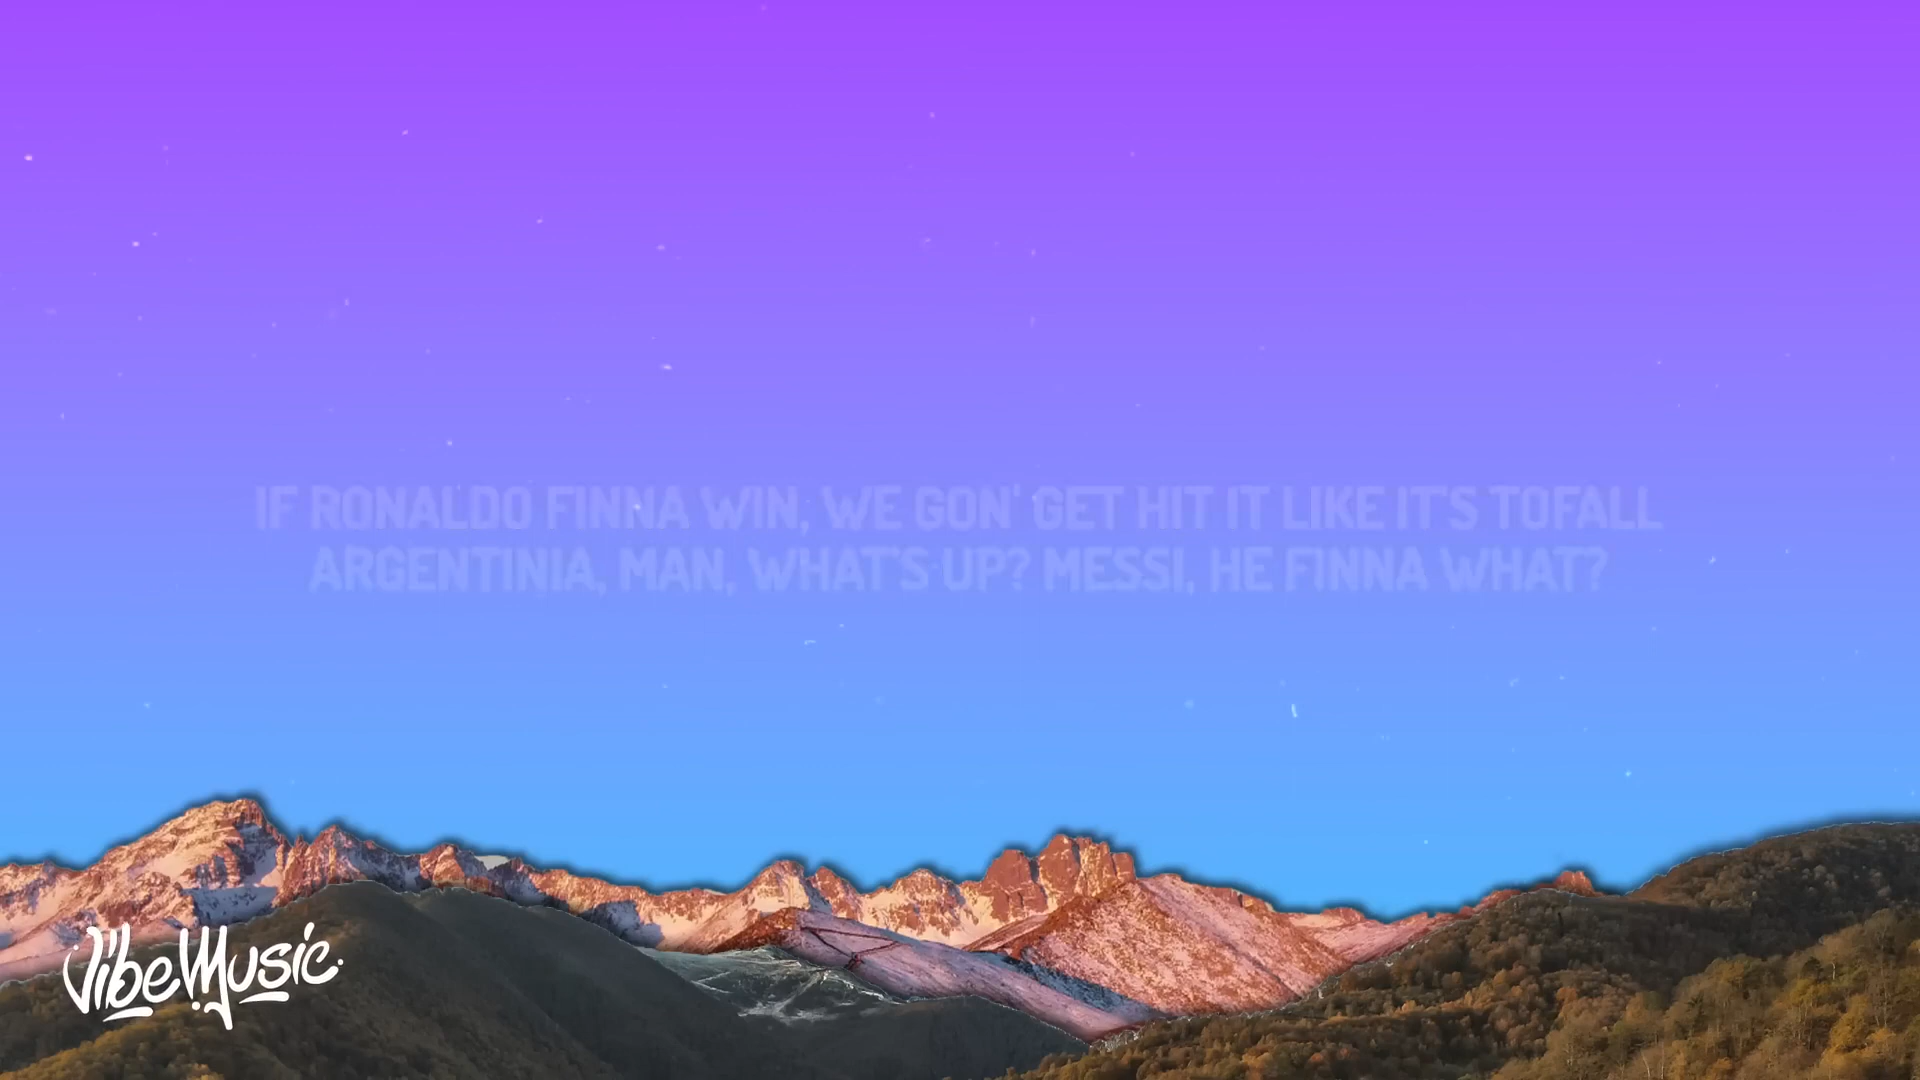 IF RONALDO FINNA WIN, WE GON' GET HIT IT LIKE IT'S TOFALL
ARGENTINIA, MAN, WHAT'S UP? MESSI, HE FINNA WHAT?
VibeMusic